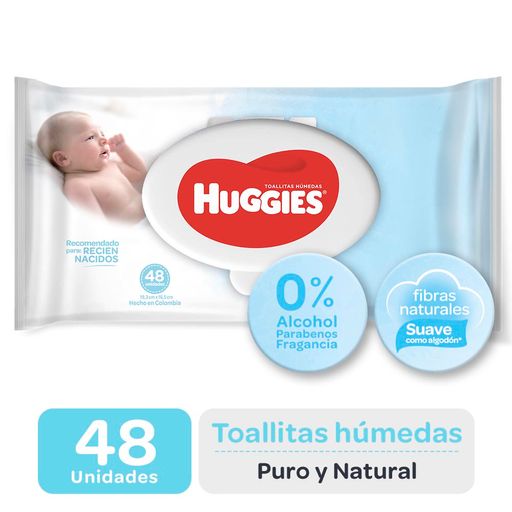 TOALLITAS HÚMEDAS
HUGGIES
Recomendado
para: RECIEN
NACIDOS
48
unidades
Hecho en Colombia
0%
Alcohol
Parabenos
Fragancia
fibras
naturales
Suave
como algodón*
48
Unidades
Toallitas húmedas
Puro y Natural